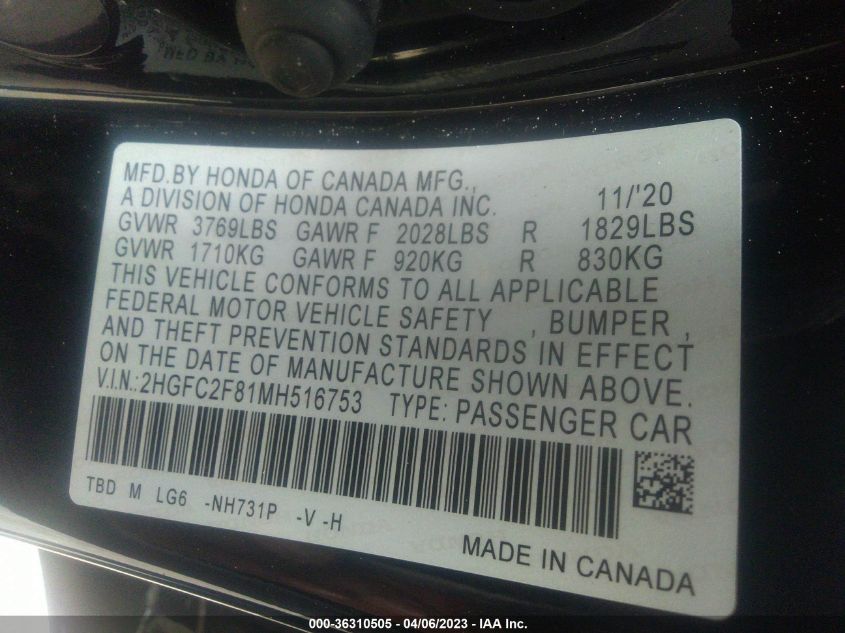 MFD.BY HONDA OF CANADA MFG.,
A DIVISION OF HONDA CANADA INC. 11/'20
GVWR 3769LBS GAWR F 2028LBS R 1829LBS
GVWR 1710KG GAWR F 920KG R 830KG
THIS VEHICLE CONFORMS TO ALL APPLICABLE
FEDERAL MOTOR VEHICLE SAFETY , BUMPER ,
AND THEFT PREVENTION STANDARDS IN EFFECT
ON THE DATE OF MANUFACTURE SHOWN ABOVE.
V.I.N.:2HGFC2F81MH516753 TYPE: PASSENGER CAR
TBD M LG6 -NH731P -V -H
MADE IN CANADA
000-36310505 - 04/06/2023 - IAA Inc.